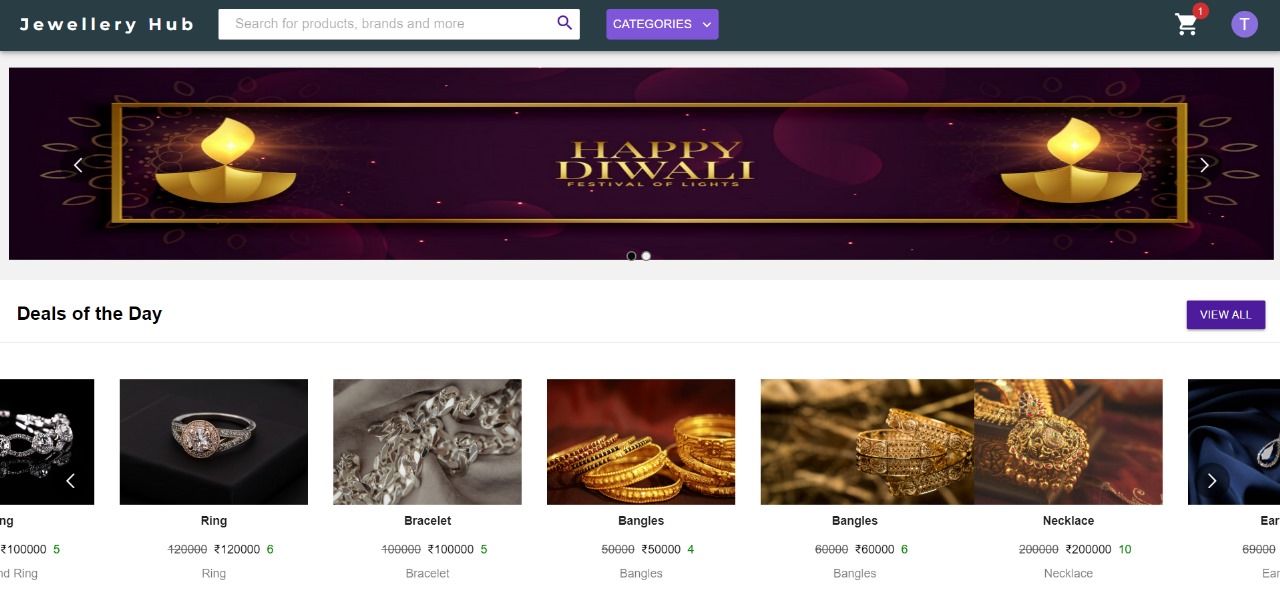 Jewellery Hub
Search for products, brands and more
CATEGORIES
1
T
HAPPY
DIWALI
FESTIVAL OF LIGHTS
Deals of the Day
VIEW ALL
ng Ring Bracelet Bangles Bangles Necklace Ear
₹100000 5 120000 ₹120000 6 100000 ₹100000 5 50000 ₹50000 4 60000 ₹60000 6 200000 ₹200000 10 69000
nd Ring Ring Bracelet Bangles Bangles Necklace Ear